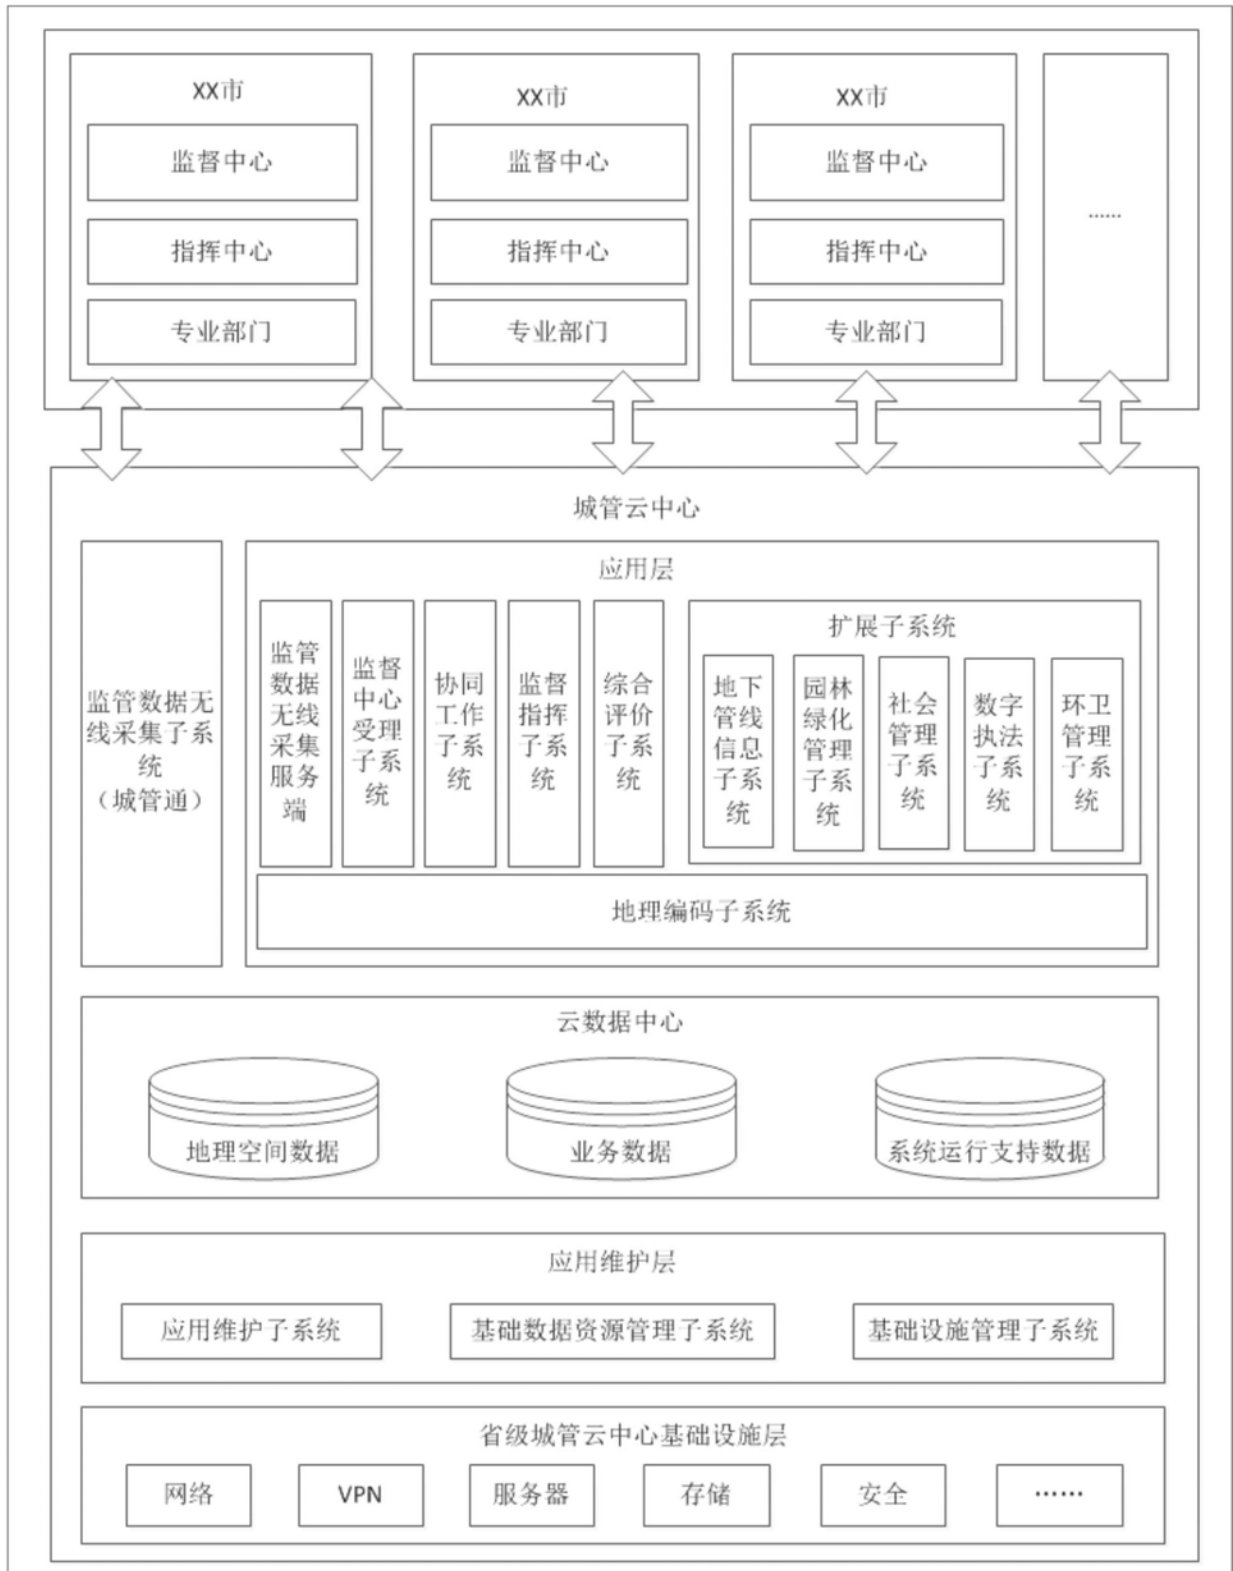 XX市
监督中心
指挥中心
专业部门
XX市
监督中心
指挥中心
专业部门
XX市
监督中心
指挥中心
专业部门
……
城管云中心
监管数据无
线采集子系
统
（城管通）
应用层
监管
数据
无线
采集
服务
端
监督
中心
受理
子系
统
协同
工作
子系
统
监督
指挥
子系
统
综合
评价
子系
统
扩展子系统
地下
管线
信息
子系
统
园林
绿化
管理
子系
统
社会
管理
子系
统
数字
执法
子系
统
环卫
管理
子系
统
地理编码子系统
云数据中心
地理空间数据
业务数据
系统运行支持数据
应用维护层
应用维护子系统
基础数据资源管理子系统
基础设施管理子系统
省级城管云中心基础设施层
网络
VPN
服务器
存储
安全
……